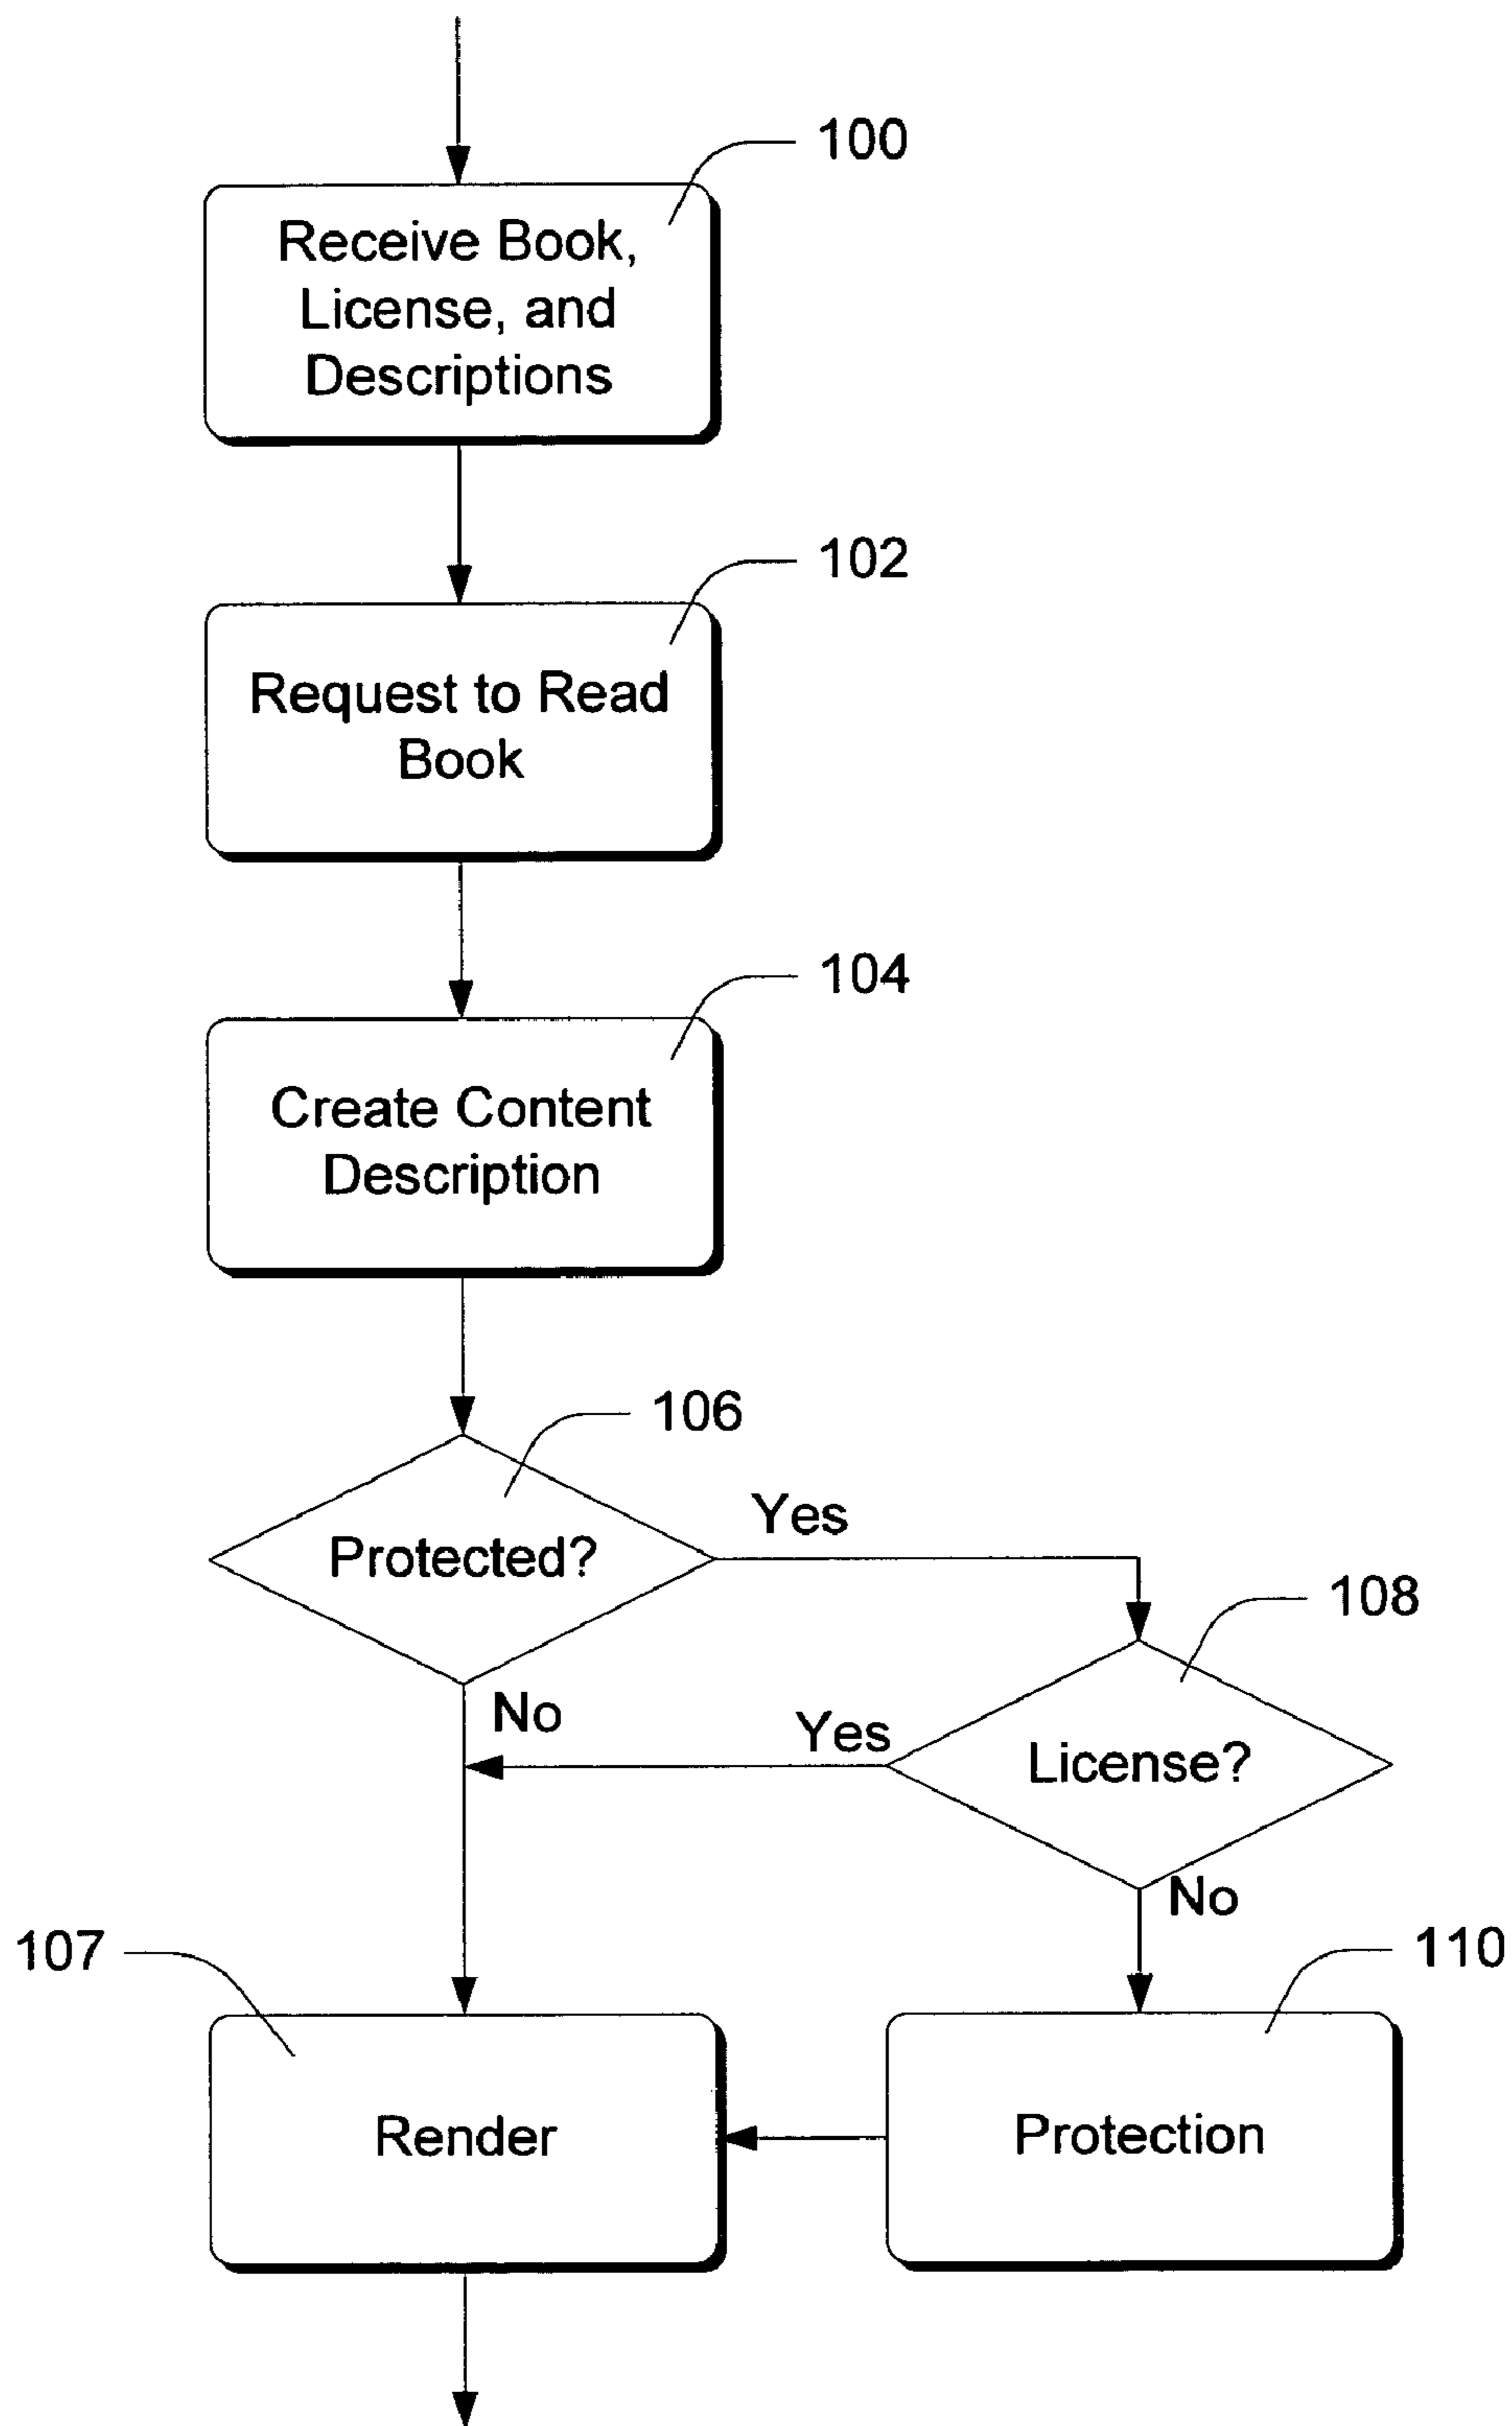 100
Receive Book,
License, and
Descriptions
102
Request to Read
Book
104
Create Content
Description
106
Protected?
Yes
108
No
Yes
License?
No
107
110
Render
Protection